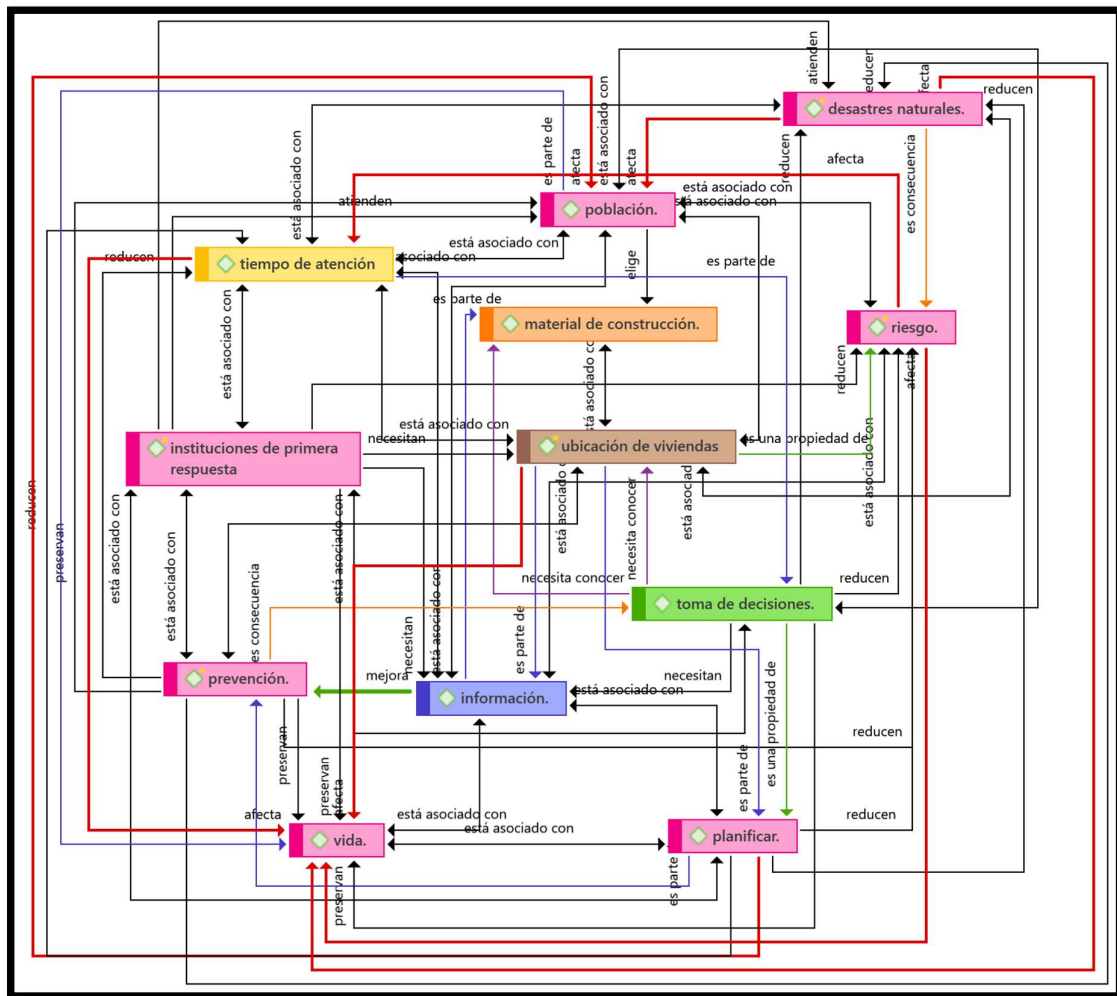 atienden
reducen
afecta
reducen
desastres naturales.
está asociado con
es parte de
afecta
está asociado con
afecta
reducen
afecta
es consecuencia
está asociado con
está asociado con
atienden
población.
está asociado con
reducen
asociado con
tiempo de atención
elige
es parte de
es parte de
material de construcción.
riesgo.
está asociado con
está asociado con
reducen
afecta
está asociado con
necesitan
instituciones de primera
respuesta
ubicación de viviendas
es una propiedad de
reducen
preservan
está asociado con
está asociado con
está asociado con
está asociado con
necesita conocer
está asociad
está asociado con
necesita conocer
reducen
toma de decisiones.
es consecuencia
necesitan
está asociado con
es parte de
prevención.
mejora
información.
necesitan
está asociado con
preservan
es parte de
es una propiedad de
reducen
preservan
afecta
afecta
está asociado con
está asociado con
reducen
vida.
planificar.
preservan
es parte